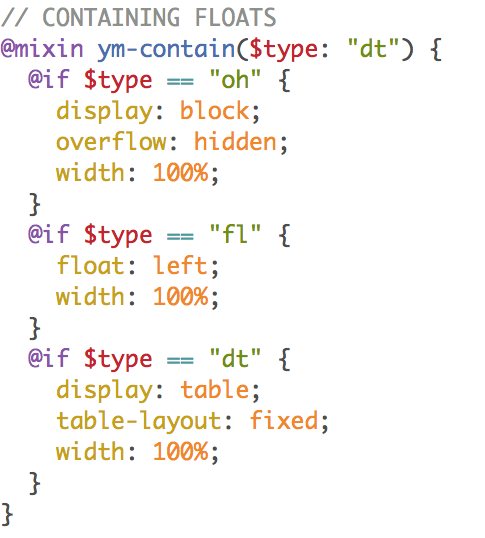 // CONTAINING FLOATS
@mixin ym-contain($type: "dt") {
  @if $type == "oh" {
    display: block;
    overflow: hidden;
    width: 100%;
  }
  @if $type == "fl" {
    float: left;
    width: 100%;
  }
  @if $type == "dt" {
    display: table;
    table-layout: fixed;
    width: 100%;
  }
}